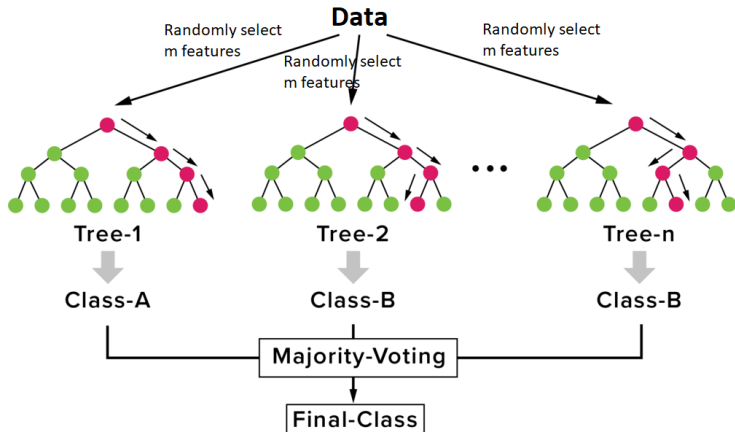 Data
Randomly select
m features
Randomly select
m features
Randomly select
m features
Tree-1
Tree-2
Tree-n
Class-A
Class-B
Class-B
Majority-Voting
Final-Class